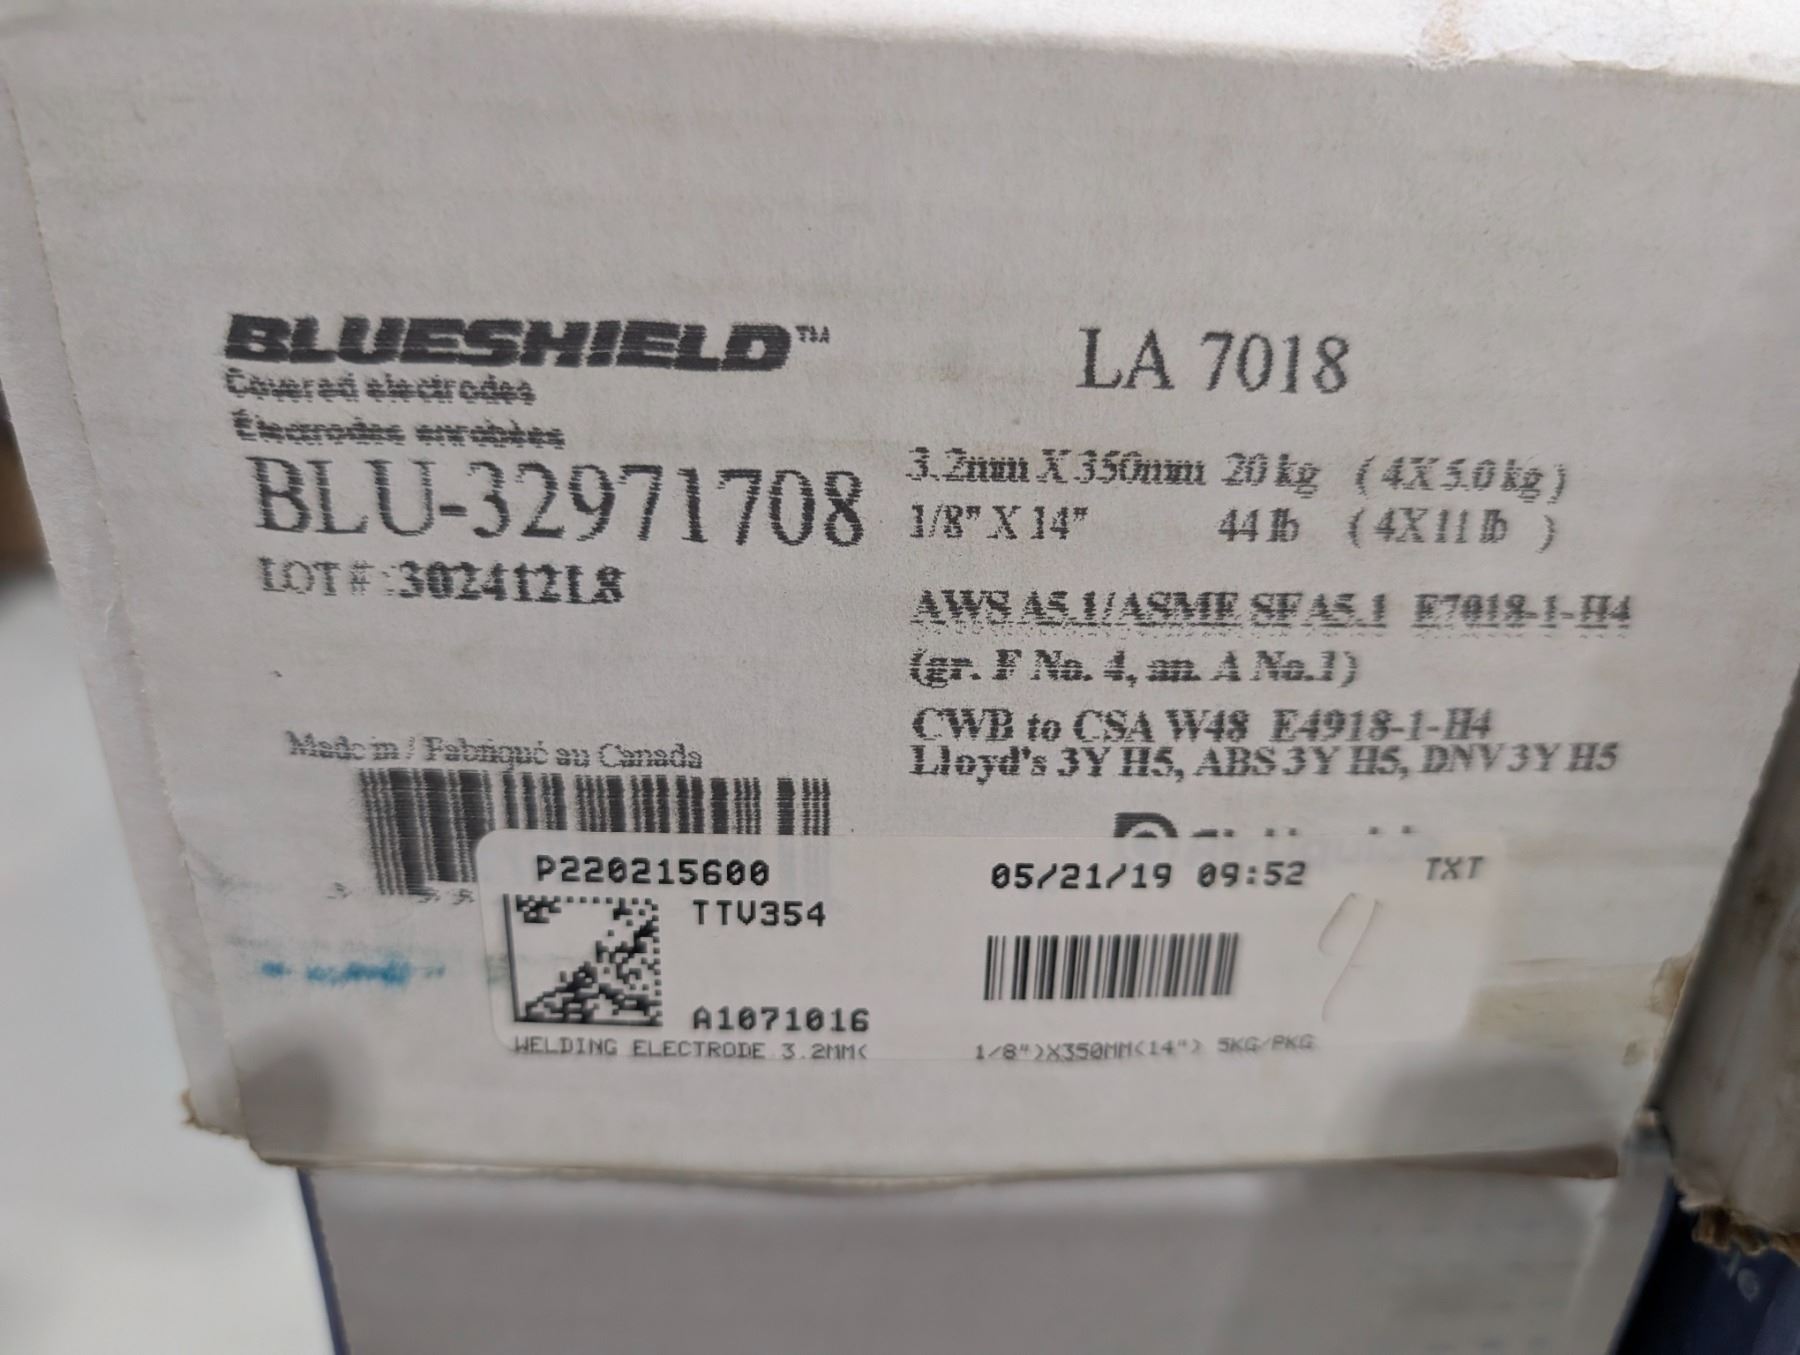 BLUESHIELD™
Covered electrodes
Électrodes enrobées
BLU-32971708
LOT#:302412L8
LA 7018
3.2mm X 350mm 20 kg (4X 5.0 kg)
1/8" X 14" 44 lb (4X11 lb )
AWS A5.1/ASME SFA5.1 E7018-1-H4
(gr. F No. 4, an. A No.1)
CWB to CSA W48 E4918-1-H4
Lloyd's 3Y H5, ABS 3Y H5, DNV 3Y H5
Made in / Fabriqué au Canada
P220215600 05/21/19 09:52 TXT
TTV354
A1071016
WELDING ELECTRODE 3.2MM( 1/8")X350MM(14") 5KG/PKG